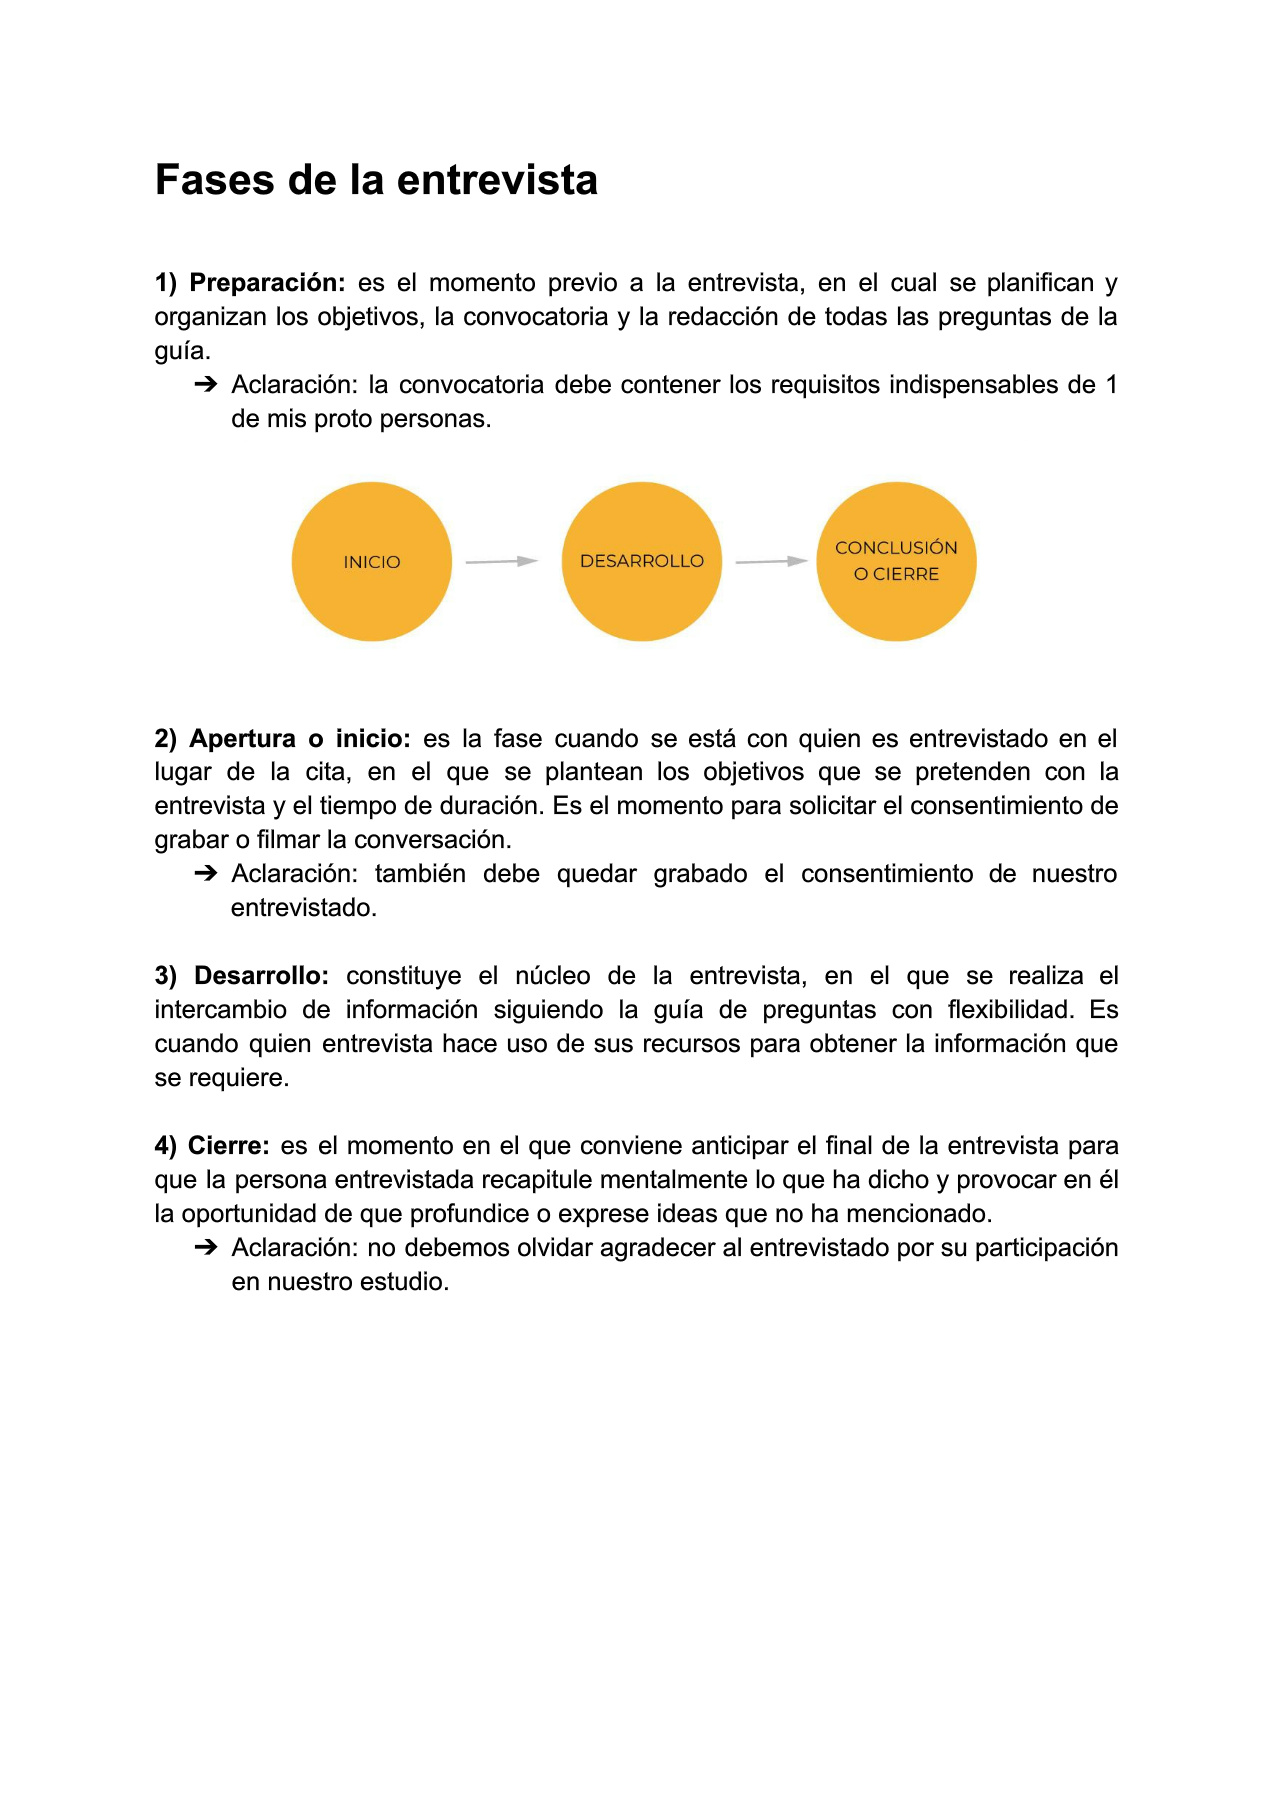 Fases de la entrevista
1) Preparación: es el momento previo a la entrevista, en el cual se planifican y
organizan los objetivos, la convocatoria y la redacción de todas las preguntas de la
guía.
➔ Aclaración: la convocatoria debe contener los requisitos indispensables de 1
de mis proto personas.
INICIO
DESARROLLO
CONCLUSIÓN
O CIERRE
2) Apertura o inicio: es la fase cuando se está con quien es entrevistado en el
lugar de la cita, en el que se plantean los objetivos que se pretenden con la
entrevista y el tiempo de duración. Es el momento para solicitar el consentimiento de
grabar o filmar la conversación.
➔ Aclaración: también debe quedar grabado el consentimiento de nuestro
entrevistado.
3) Desarrollo: constituye el núcleo de la entrevista, en el que se realiza el
intercambio de información siguiendo la guía de preguntas con flexibilidad. Es
cuando quien entrevista hace uso de sus recursos para obtener la información que
se requiere.
4) Cierre: es el momento en el que conviene anticipar el final de la entrevista para
que la persona entrevistada recapitule mentalmente lo que ha dicho y provocar en él
la oportunidad de que profundice o exprese ideas que no ha mencionado.
➔ Aclaración: no debemos olvidar agradecer al entrevistado por su participación
en nuestro estudio.